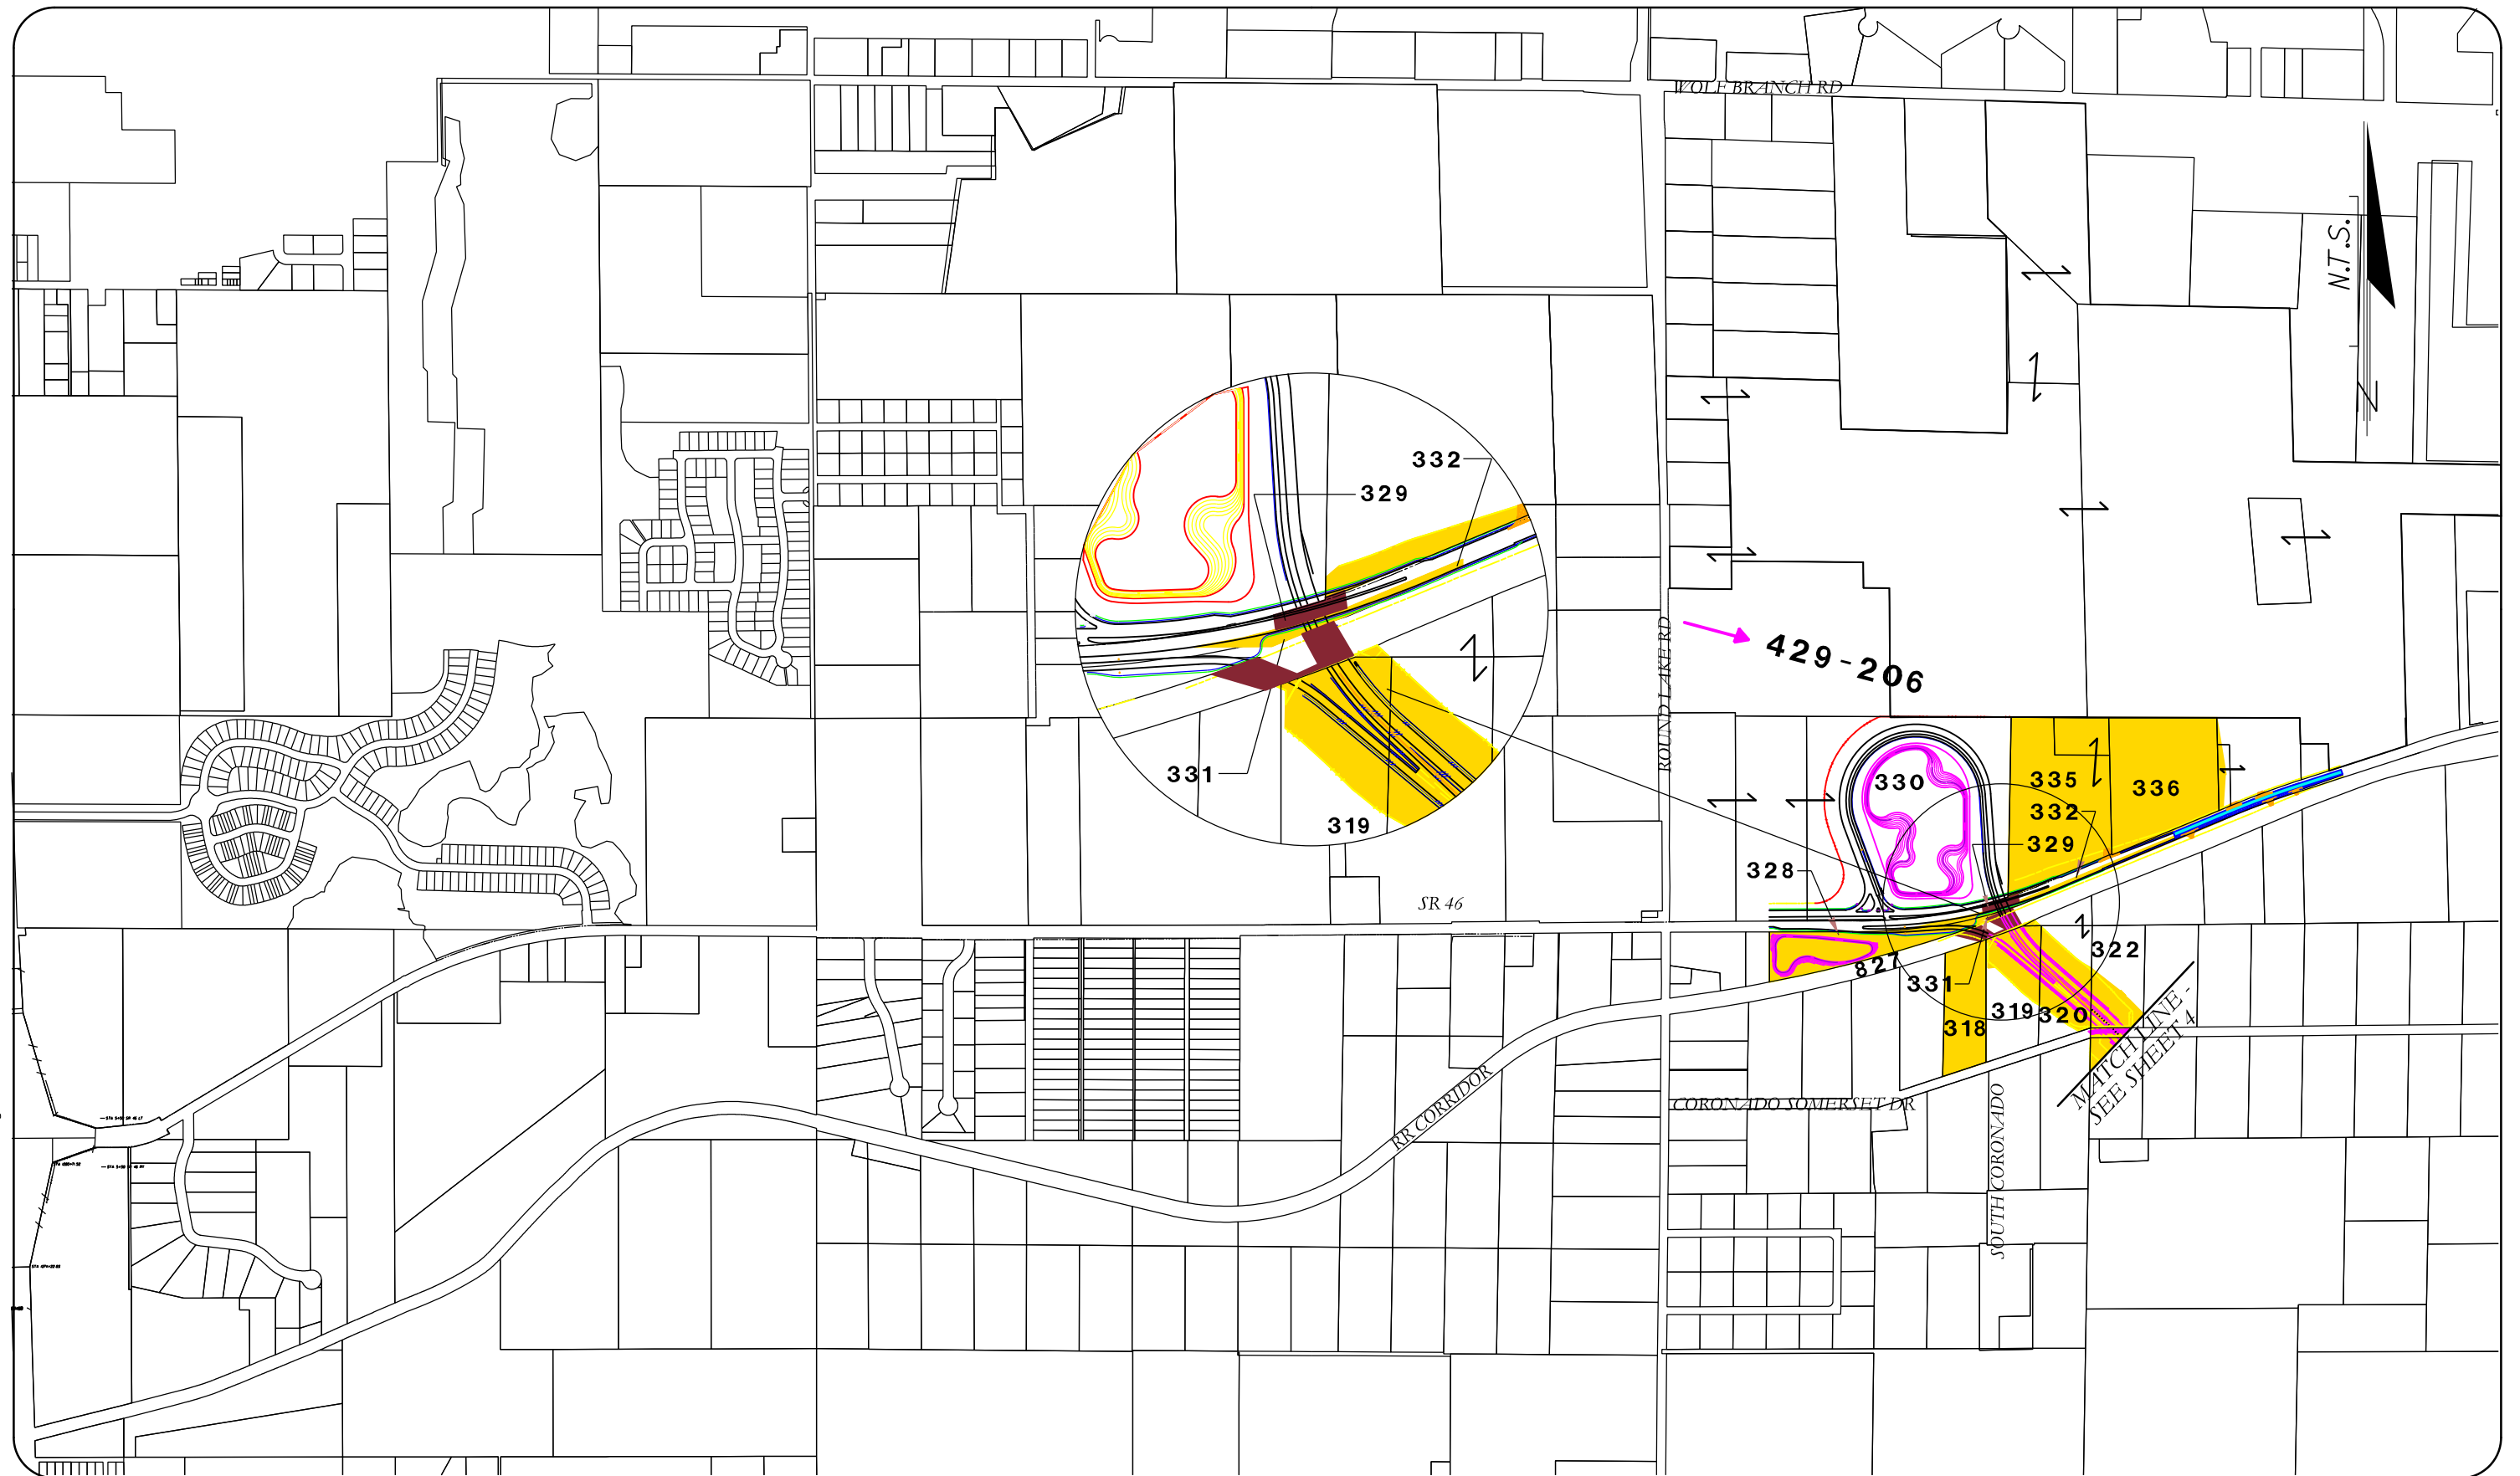 WOLF BRANCH RD
N.T.S.
332
329
331
319
ROUND LAKE RD
429-206
330
335
336
332
329
328
SR 46
827
322
331
318
319
320
MATCH LINE -
SEE SHEET 4
RR CORRIDOR
CORONADO SOMERSET DR
SOUTH CORONADO